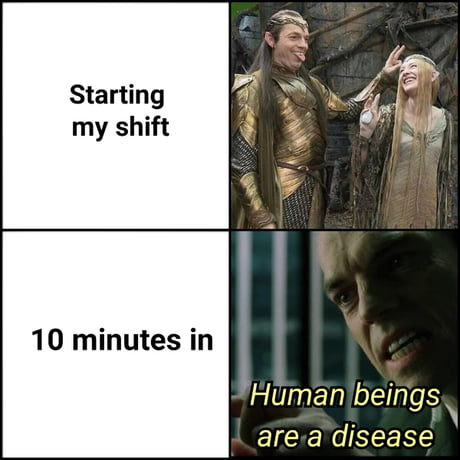 Starting
my shift
10 minutes in
Human beings
are a disease